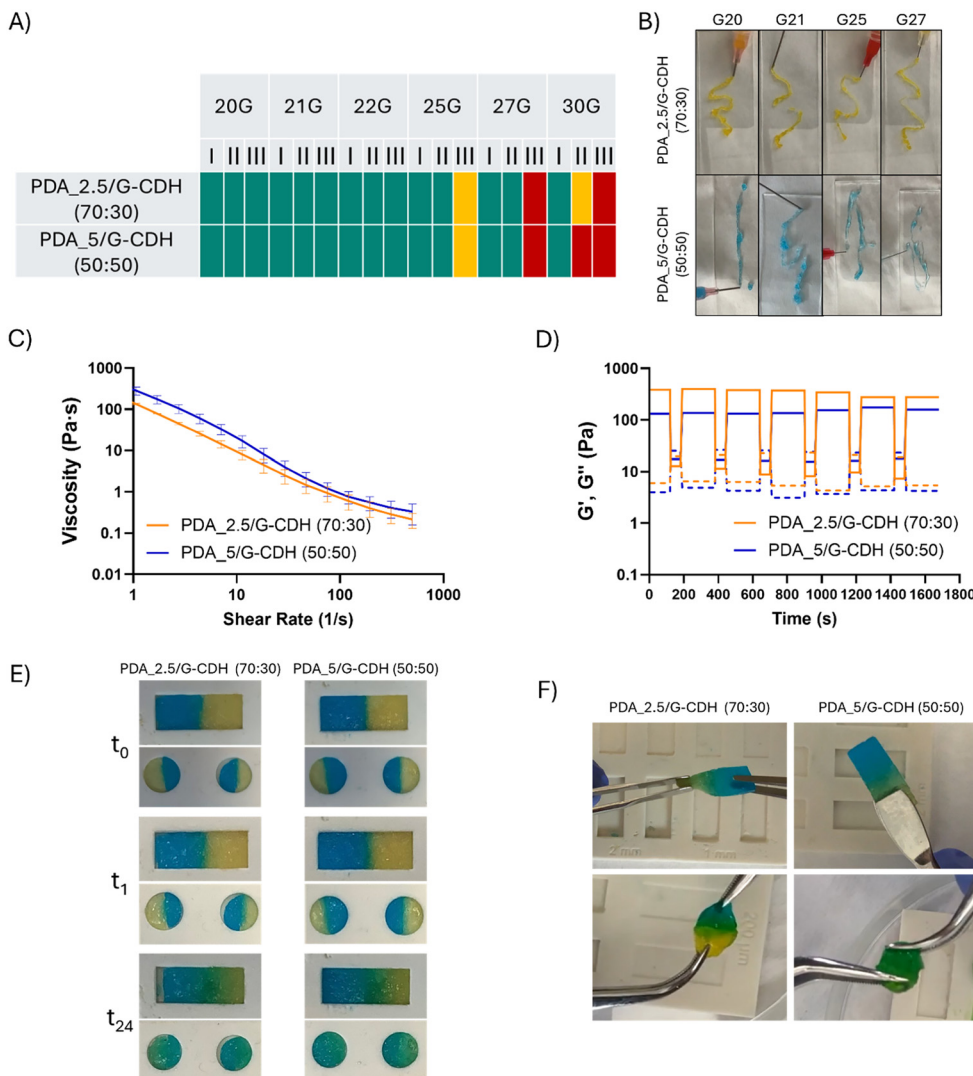 A)
20G 21G 22G 25G 27G 30G
I II III I II III I II III I II III I II III I II III
PDA_2.5/G-CDH
(70:30)
PDA_5/G-CDH
(50:50)
B)
G20 G21 G25 G27
PDA_2.5/G-CDH
(70:30)
PDA_5/G-CDH
(50:50)
C)
Viscosity (Pa·s)
1000
100
10
1
0.1
0.01
PDA_2.5/G-CDH (70:30)
PDA_5/G-CDH (50:50)
1 10 100 1000
Shear Rate (1/s)
D)
G', G'' (Pa)
1000
100
10
1
0.1
PDA_2.5/G-CDH (70:30)
PDA_5/G-CDH (50:50)
0 200 400 600 800 1000 1200 1400 1600 1800
Time (s)
E)
PDA_2.5/G-CDH (70:30) PDA_5/G-CDH (50:50)
t0
t1
t24
F)
PDA_2.5/G-CDH (70:30) PDA_5/G-CDH (50:50)
2 mm
1 mm
200 µm